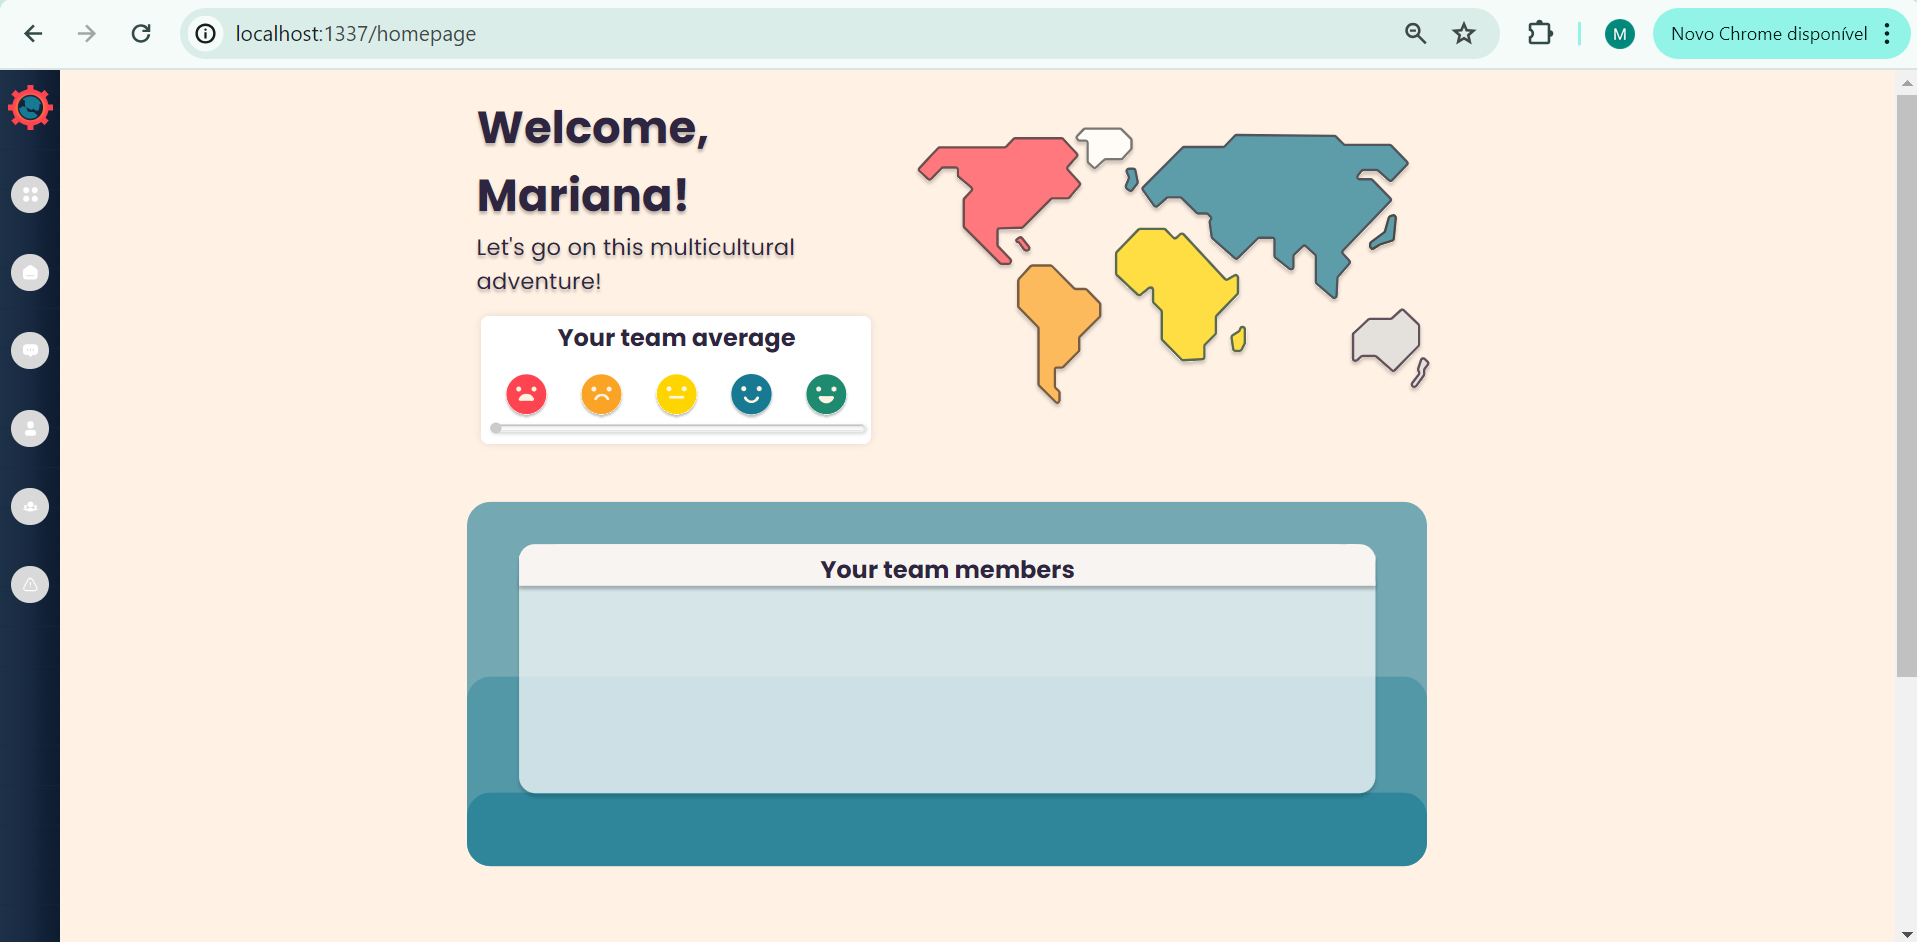 localhost:1337/homepage
M
Novo Chrome disponível
Welcome,
Mariana!
Let's go on this multicultural
adventure!
Your team average
Your team members